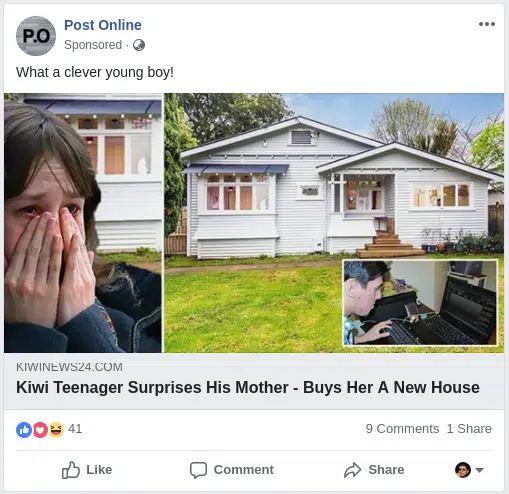 P.O
Post Online
Sponsored ·
What a clever young boy!
KIWINEWS24.COM
Kiwi Teenager Surprises His Mother - Buys Her A New House
41
9 Comments 1 Share
Like
Comment
Share